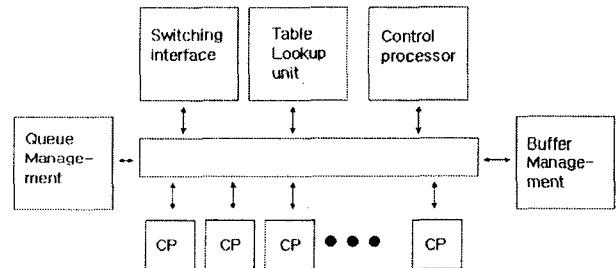 Switching
interface
Table
Lookup
unit
Control
processor
Queue
Manage-
ment
Buffer
Manage-
ment
CP
CP
CP
CP